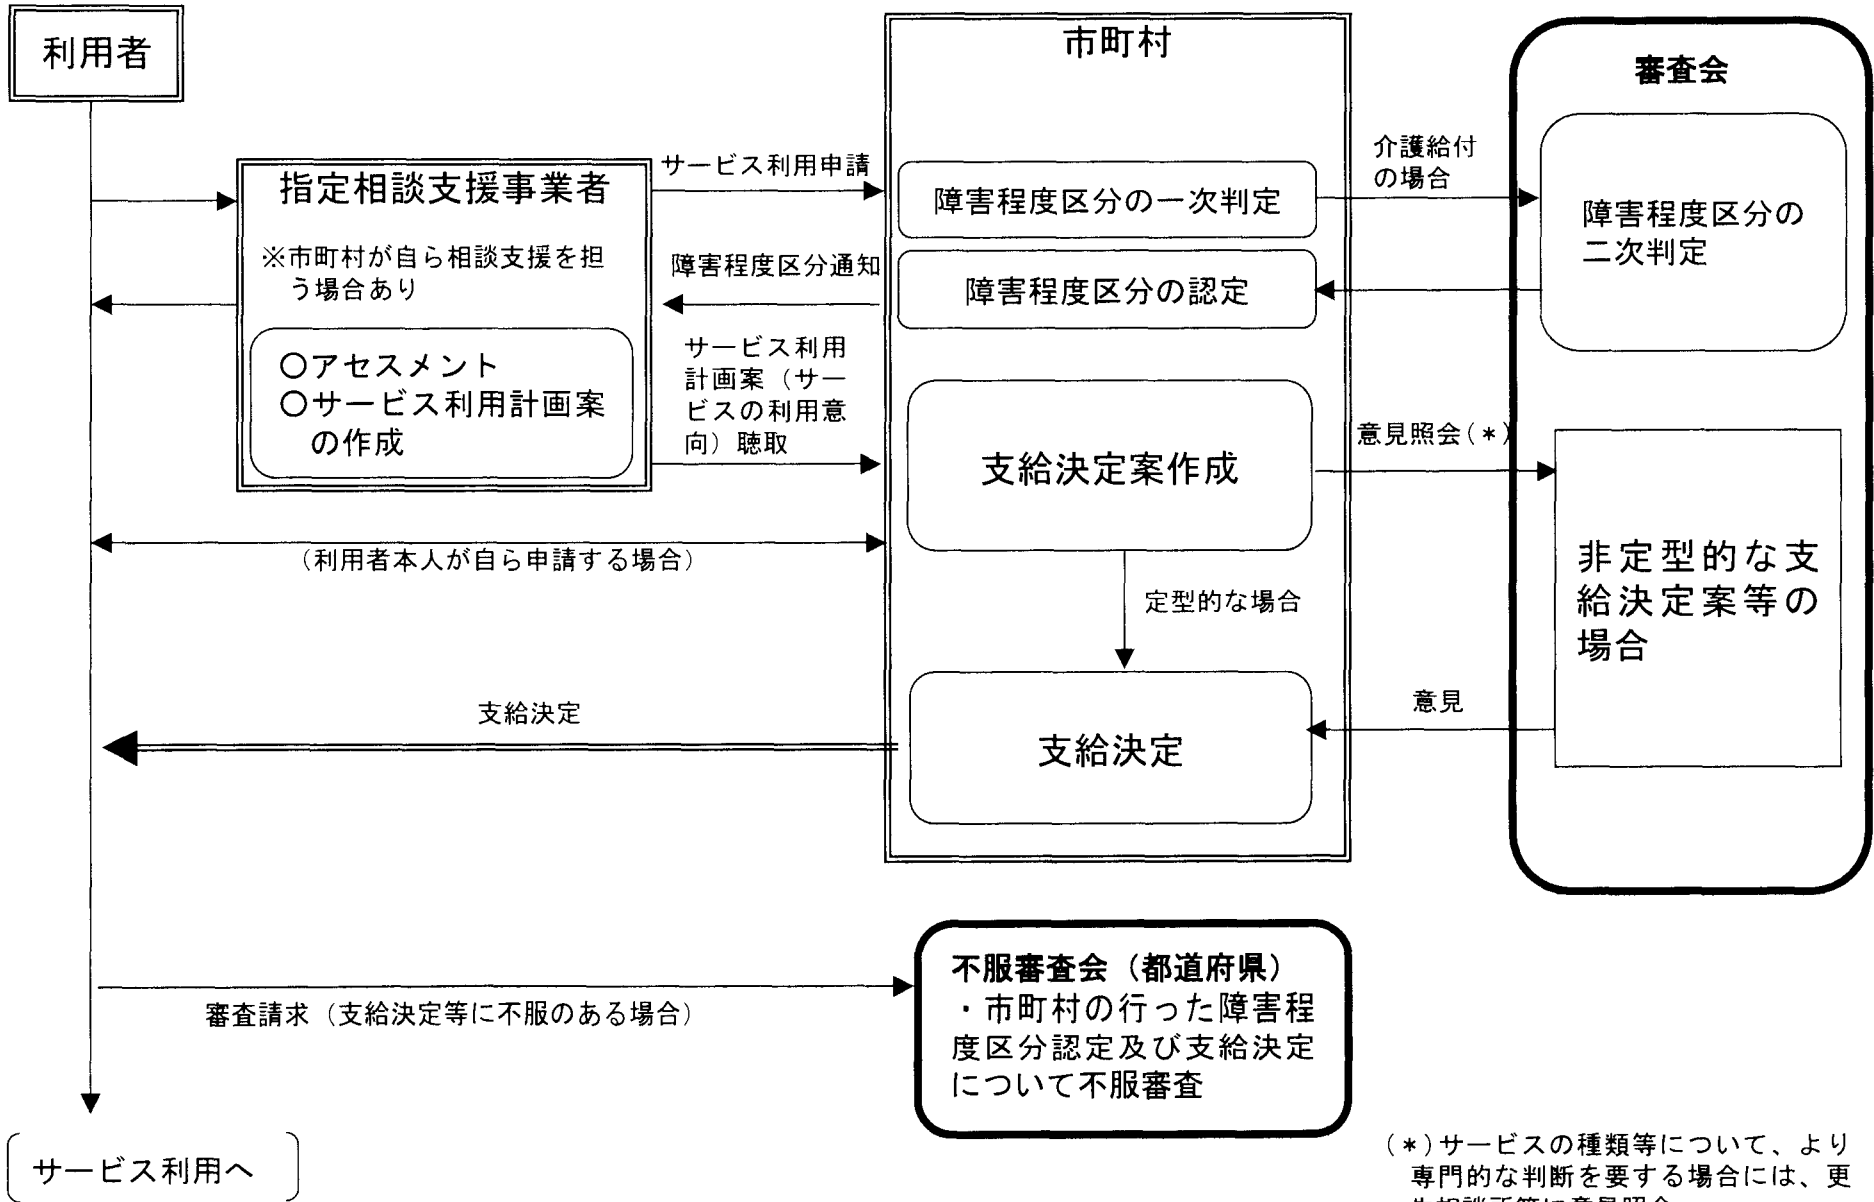 利用者
市町村
審査会
指定相談支援事業者
※市町村が自ら相談支援を担
う場合あり
○アセスメント
○サービス利用計画案
の作成
サービス利用申請
障害程度区分通知
サービス利用
計画案（サー
ビスの利用意
向）聴取
障害程度区分の一次判定
障害程度区分の認定
介護給付
の場合
障害程度区分の
二次判定
支給決定案作成
意見照会(*)
非定型的な支
給決定案等の
場合
(利用者本人が自ら申請する場合)
定型的な場合
支給決定
支給決定
意見
審査請求（支給決定等に不服のある場合）
不服審査会（都道府県）
・市町村の行った障害程
度区分認定及び支給決定
について不服審査
サービス利用へ
(*)サービスの種類等について、より
専門的な判断を要する場合には、更